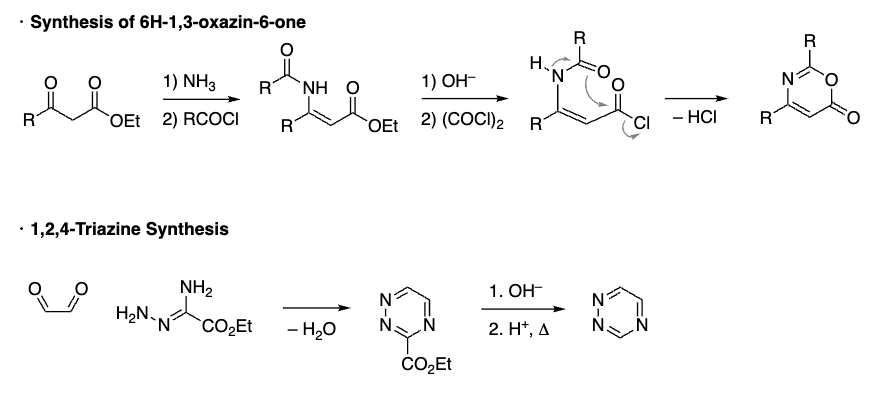 · Synthesis of 6H-1,3-oxazin-6-one
O O R OEt
1) NH₃
2) RCOCl
O R NH O R OEt
1) OH⁻
2) (COCl)₂
R H N O O R Cl
– HCl
R N O R O
· 1,2,4-Triazine Synthesis
O O
NH₂
H₂N N CO₂Et
– H₂O
N N N
CO₂Et
1. OH⁻
2. H⁺, Δ
N N N